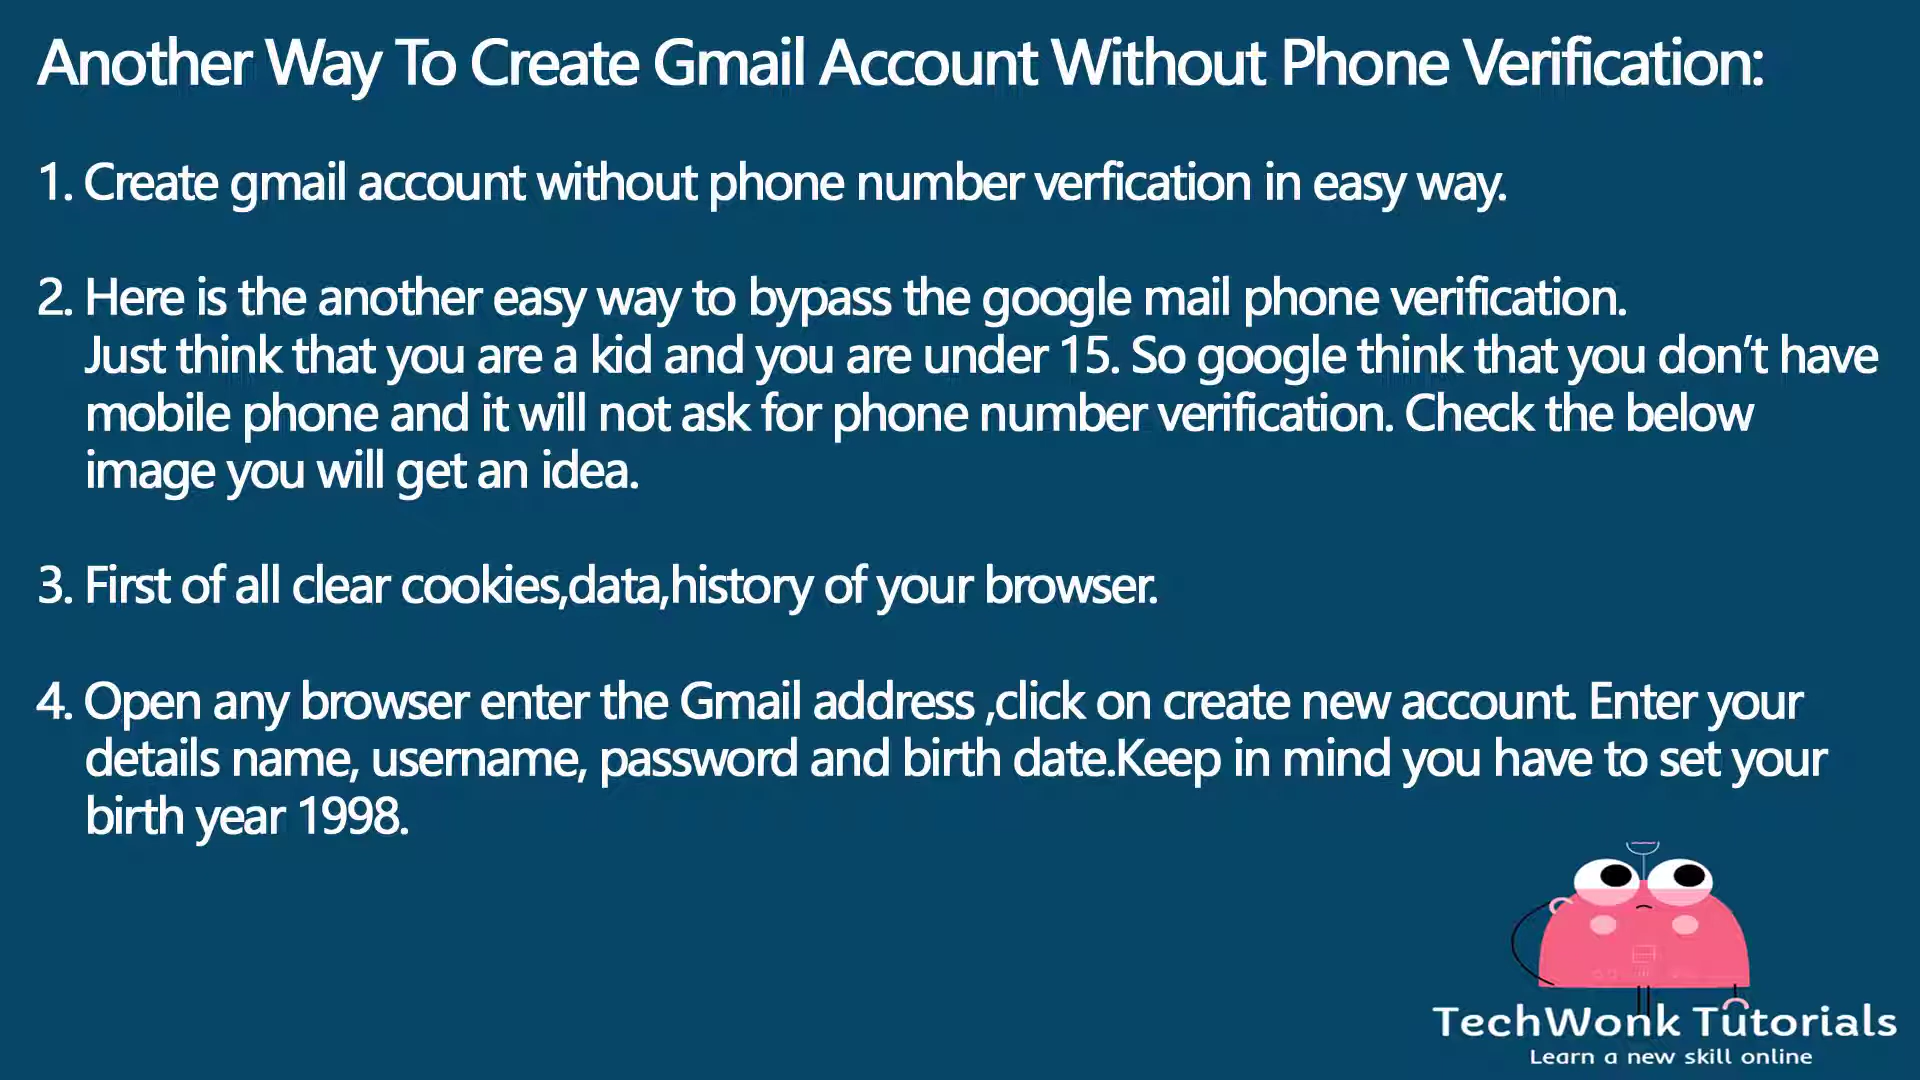 Another Way To Create Gmail Account Without Phone Verification:
1. Create gmail account without phone number verfication in easy way.
2. Here is the another easy way to bypass the google mail phone verification.
Just think that you are a kid and you are under 15. So google think that you don't have
mobile phone and it will not ask for phone number verification. Check the below
image you will get an idea.
3. First of all clear cookies,data,history of your browser.
4. Open any browser enter the Gmail address ,click on create new account. Enter your
details name, username, password and birth date.Keep in mind you have to set your
birth year 1998.
TechWonk Tutorials
Learn a new skill online